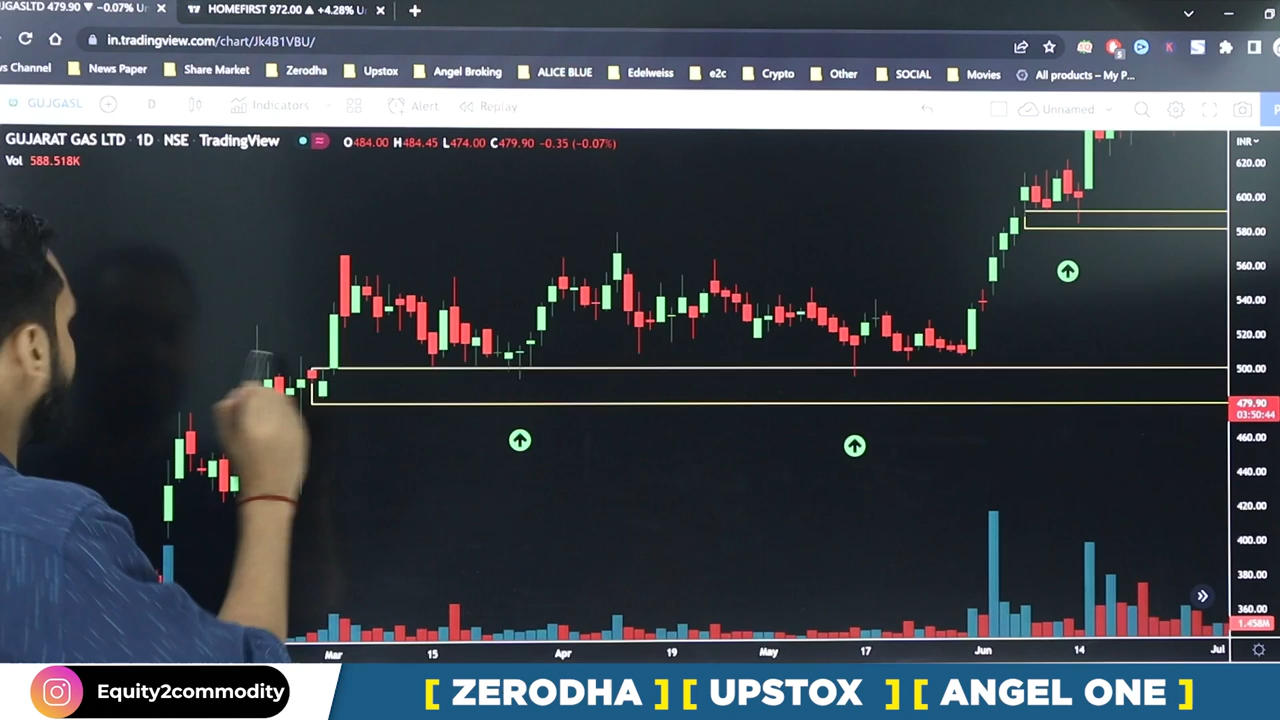 JGASLTD 479.90 ▼ −0.07% Ur
HOMEFIRST 972.00 ▲ +4.28% Ur
in.tradingview.com/chart/Jk4B1VBU/
ws Channel News Paper Share Market Zerodha Upstox Angel Broking ALICE BLUE Edelweiss e2c Crypto Other SOCIAL Movies All products – My P...
GUJGASL D Indicators Alert Replay Unnamed
GUJARAT GAS LTD · 1D · NSE · TradingView O484.00 H484.45 L474.00 C479.90 −0.35 (−0.07%)
Vol 588.518K
INR
620.00
600.00
580.00
560.00
540.00
520.00
500.00
479.90
03:50:44
460.00
440.00
420.00
400.00
380.00
360.00
1.458M
Mar 15 Apr 19 May 17 Jun 14 Jul
Equity2commodity
[ ZERODHA ] [ UPSTOX ] [ ANGEL ONE ]